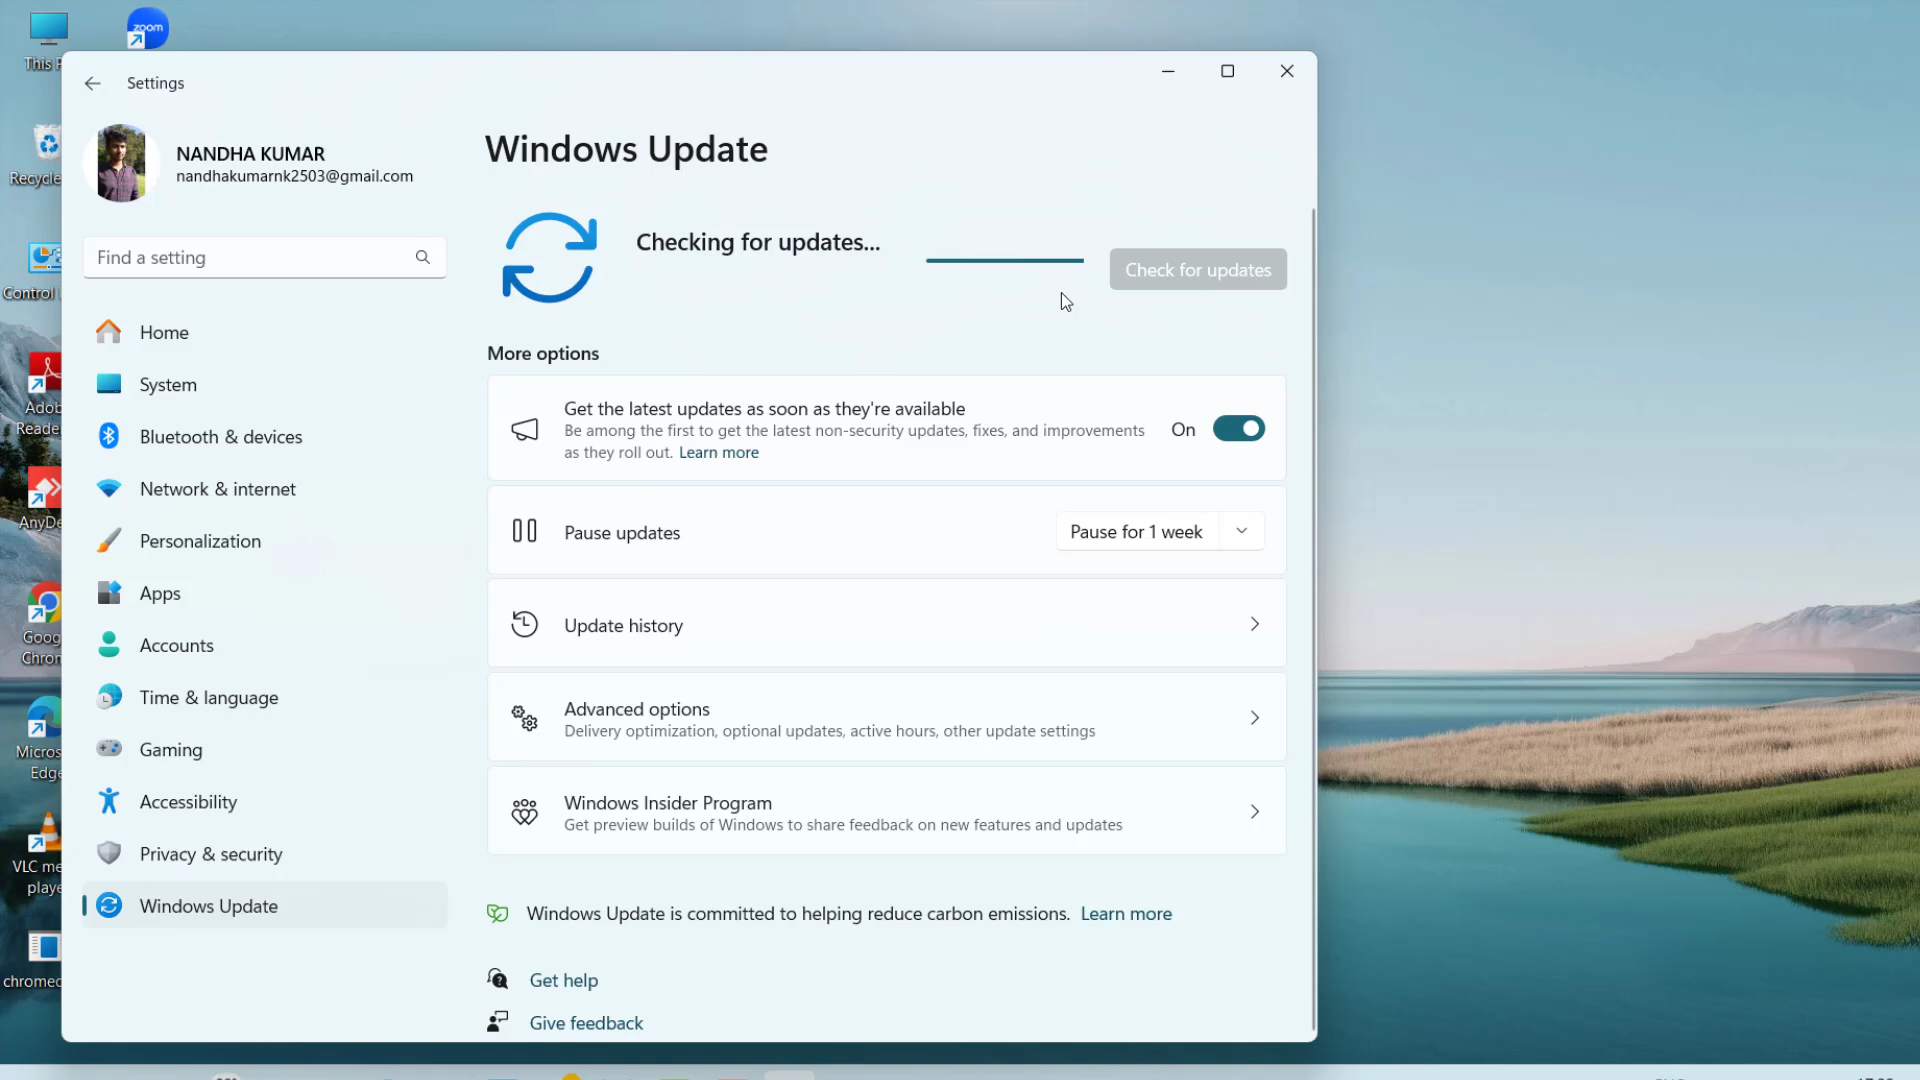 zoom
This
Settings
NANDHA KUMAR
nandhakumarnk2503@gmail.com
Find a setting
Home
System
Bluetooth & devices
Network & internet
Personalization
Apps
Accounts
Time & language
Gaming
Accessibility
Privacy & security
Windows Update
Windows Update
Checking for updates...
Check for updates
More options
Get the latest updates as soon as they're available
Be among the first to get the latest non-security updates, fixes, and improvements
as they roll out. Learn more
On
Pause updates
Pause for 1 week
Update history
Advanced options
Delivery optimization, optional updates, active hours, other update settings
Windows Insider Program
Get preview builds of Windows to share feedback on new features and updates
Windows Update is committed to helping reduce carbon emissions. Learn more
Get help
Give feedback
Recycle
Control
Adob
Reade
AnyDe
Goog
Chron
Micros
Edge
VLC me
playe
chromed